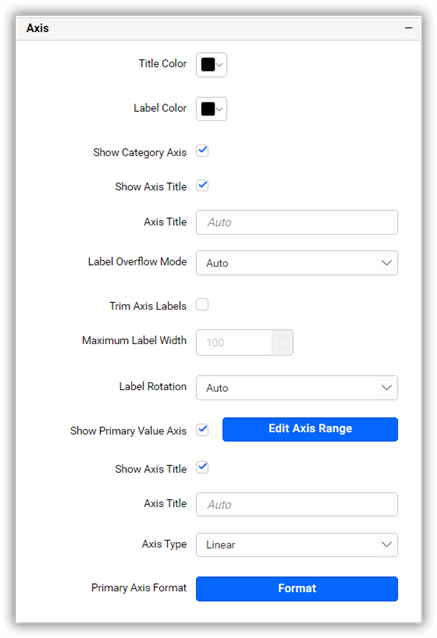 Axis
Title Color
Label Color
Show Category Axis
Show Axis Title
Axis Title Auto
Label Overflow Mode Auto
Trim Axis Labels
Maximum Label Width 100
Label Rotation Auto
Show Primary Value Axis Edit Axis Range
Show Axis Title
Axis Title Auto
Axis Type Linear
Primary Axis Format Format